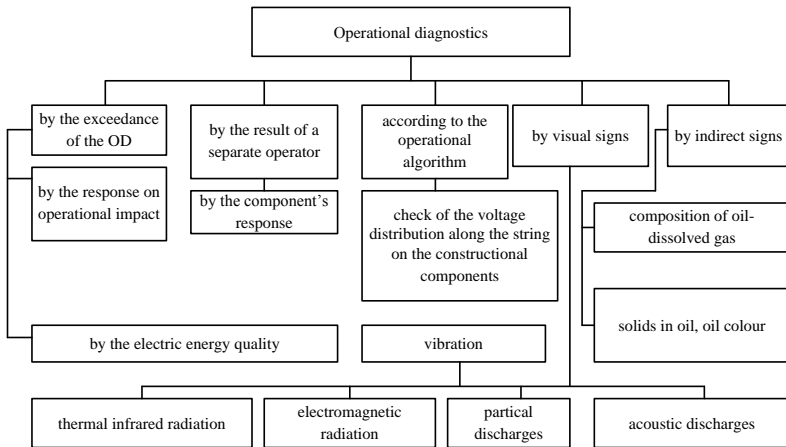 Operational diagnostics
by the exceedance
of the OD
by the result of a
separate operator
according to the
operational
algorithm
by visual signs
by indirect signs
by the response on
operational impact
by the component's
response
check of the voltage
distribution along the string
on the constructional
components
composition of oil-
dissolved gas
solids in oil, oil colour
by the electric energy quality
vibration
thermal infrared radiation
electromagnetic
radiation
partical
discharges
acoustic discharges